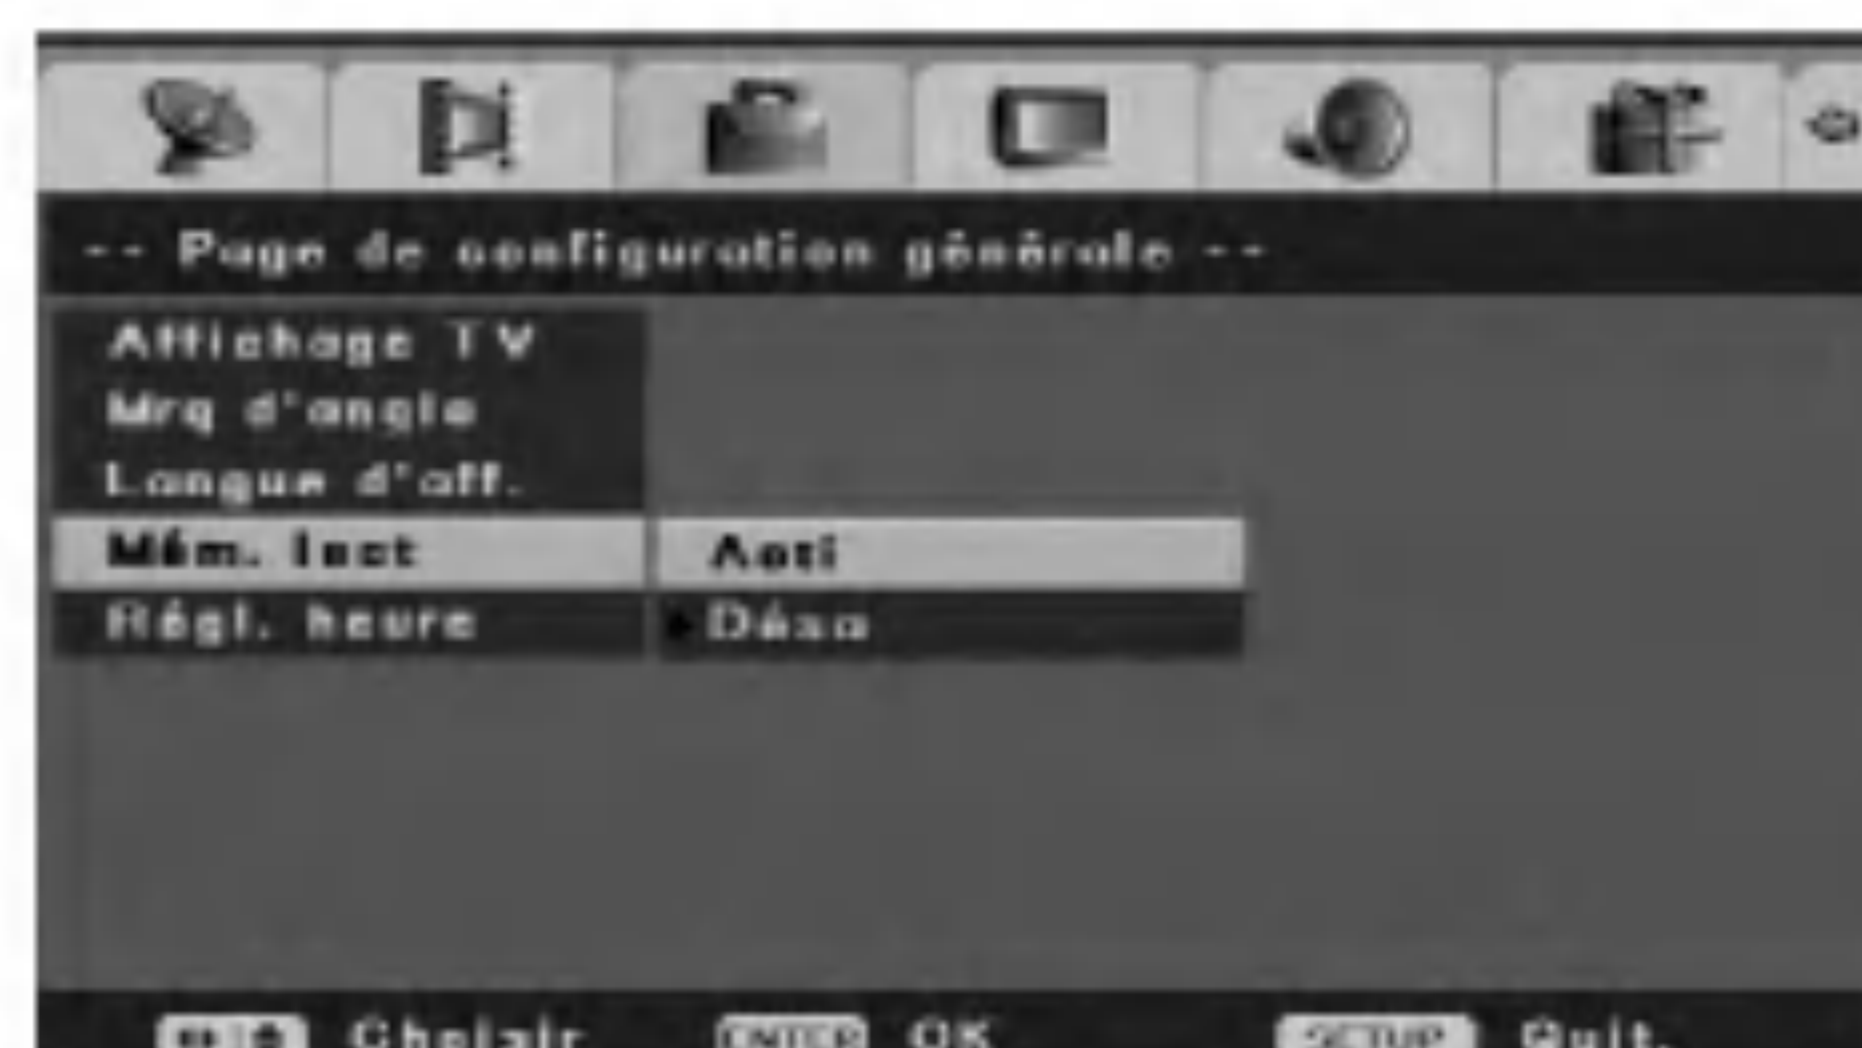 -- Page de configuration générale --
Affichage TV
Mrq d'angle
Langue d'aff.
Mém. lect Acti
Régl. heure Désa
Choisir ENTER OK SETUP Quit.